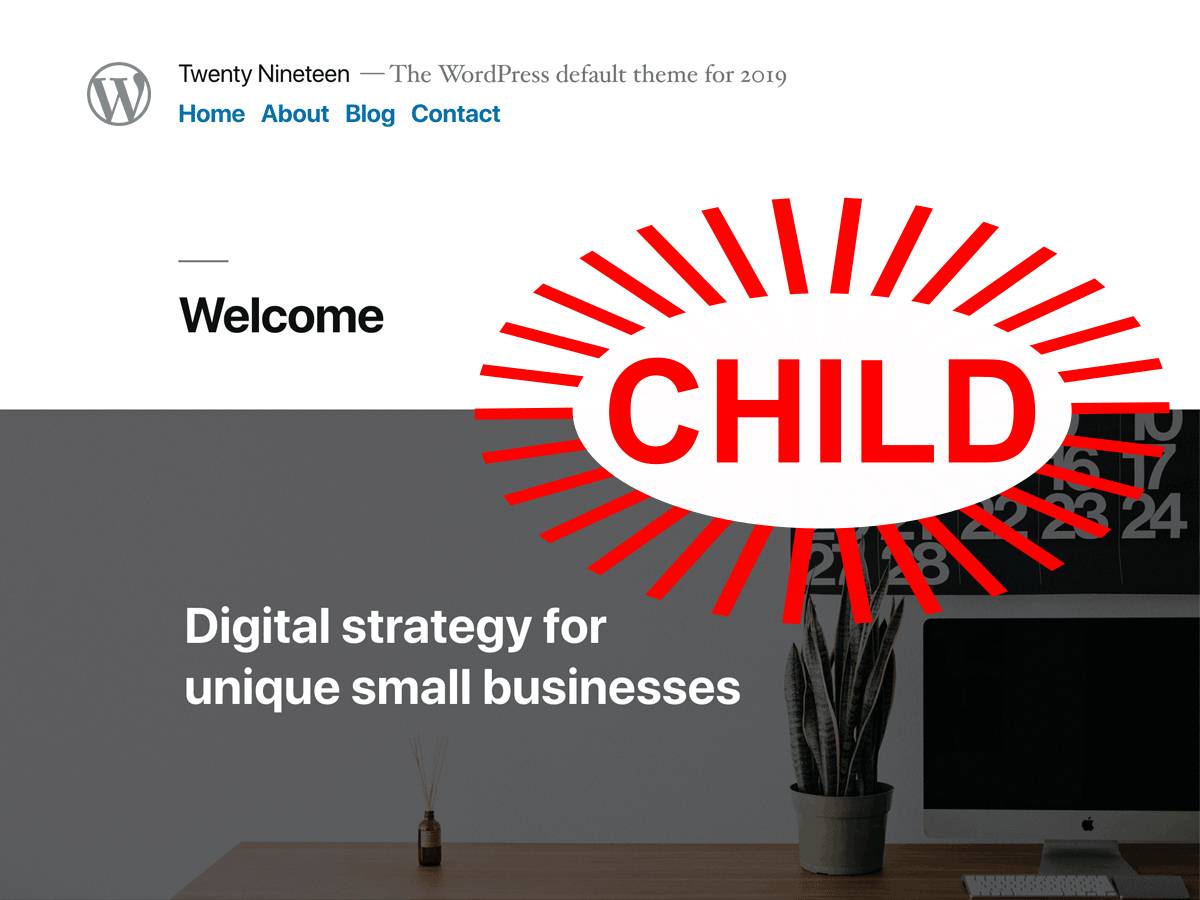 Twenty Nineteen — The WordPress default theme for 2019
Home About Blog Contact
Welcome
CHILD
10
16 17
22 23 24
27 28
Digital strategy for
unique small businesses